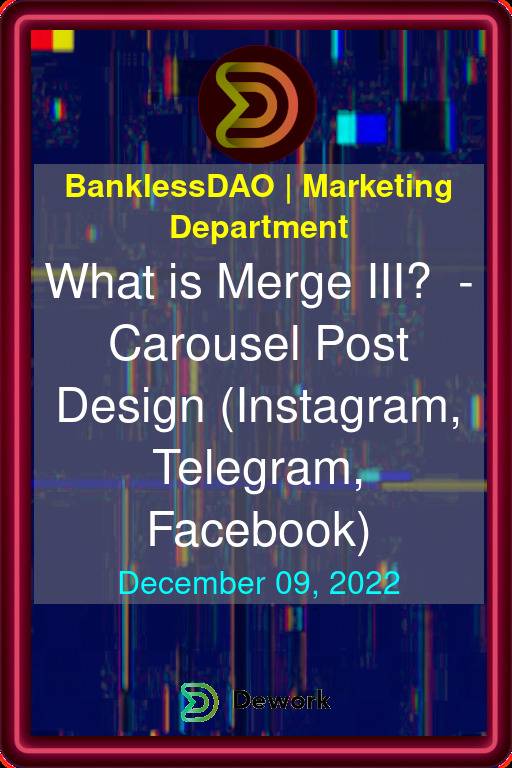 BanklessDAO | Marketing
Department
What is Merge III?  -
Carousel Post
Design (Instagram,
Telegram,
Facebook)
December 09, 2022
Dework